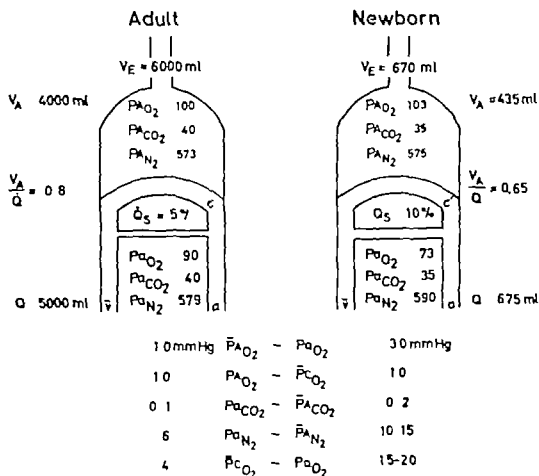 Adult Newborn
V̇E = 6000 ml V̇E = 670 ml
V̇A 4000 ml PAO2 100 PAO2 103 V̇A = 435 ml
PACO2 40 PACO2 35
PAN2 573 PAN2 575
V̇A/Q̇ = 0 8 V̇A/Q̇ = 0,65
c' c'
Q̇S = 5% Q̇S 10%
PaO2 90 PaO2 73
PaCO2 40 PaCO2 35
Q̇ 5000 ml v̄ PaN2 579 a v̄ PaN2 590 a Q̇ 675 ml
10 mmHg P̄AO2 - PaO2 30 mmHg
10 PAO2 - P̄CO2 10
0 1 PaCO2 - P̄ACO2 0 2
6 PaN2 - P̄AN2 10 15
4 P̄CO2 - PaO2 15-20